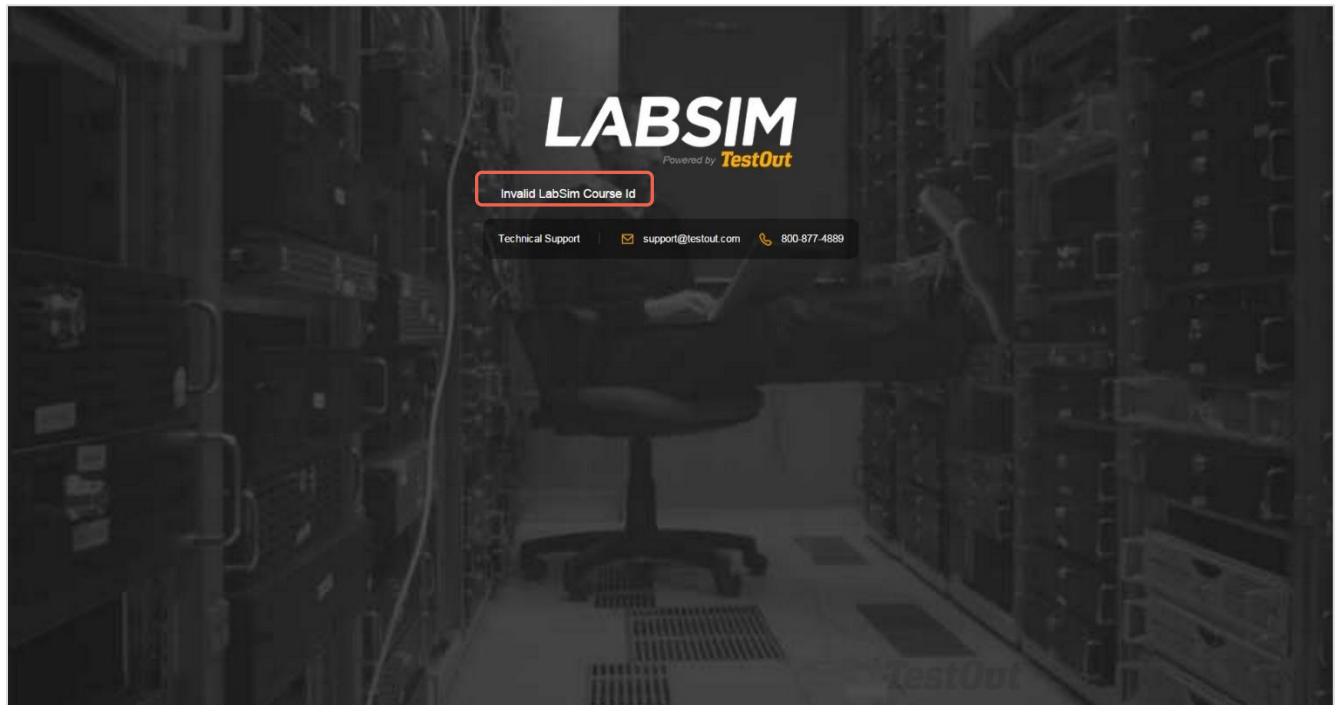 LABSIM
Powered by TestOut
Invalid LabSim Course Id
Technical Support support@testout.com 800-877-4889
TestOut